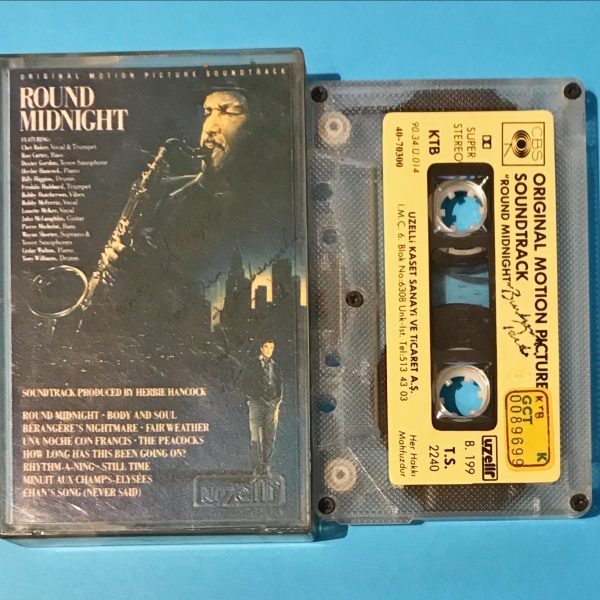 ORIGINAL MOTION PICTURE SOUNDTRACK
ROUND
MIDNIGHT
FEATURING:
Chet Baker, Vocal & Trumpet
Ron Carter, Bass
Dexter Gordon, Tenor Saxophone
Herbie Hancock, Piano
Billy Higgins, Drums
Freddie Hubbard, Trumpet
Bobby Hutcherson, Vibes
Bobby McFerrin, Vocal
Lonette McKee, Vocal
John McLaughlin, Guitar
Pierre Michelot, Bass
Wayne Shorter, Soprano &
Tenor Saxophones
Cedar Walton, Piano
Tony Williams, Drums
SOUNDTRACK PRODUCED BY HERBIE HANCOCK
ROUND MIDNIGHT · BODY AND SOUL
BÉRANGÈRE'S NIGHTMARE · FAIR WEATHER
UNA NOCHE CON FRANCIS · THE PEACOCKS
HOW LONG HAS THIS BEEN GOING ON?
RHYTHM-A-NING · STILL TIME
MINUIT AUX CHAMPS-ELYSÉES
CHAN'S SONG (NEVER SAID)
uzelli
CBS
ORIGINAL MOTION PICTURE
SOUNDTRACK
"ROUND MIDNIGHT"
SUPER
STEREO
90.34.U.014
40-70300
KTB
UZELLİ KASET SANAYİ VE TİCARET A.Ş.
İ.M.Ç. 6. Blok No:6308 Unk-İst. Tel:513 43 03
Her Hakkı
Mahfuzdur
uzelli
B. 199
T.S.
2240
KTB K
GCT
0089699